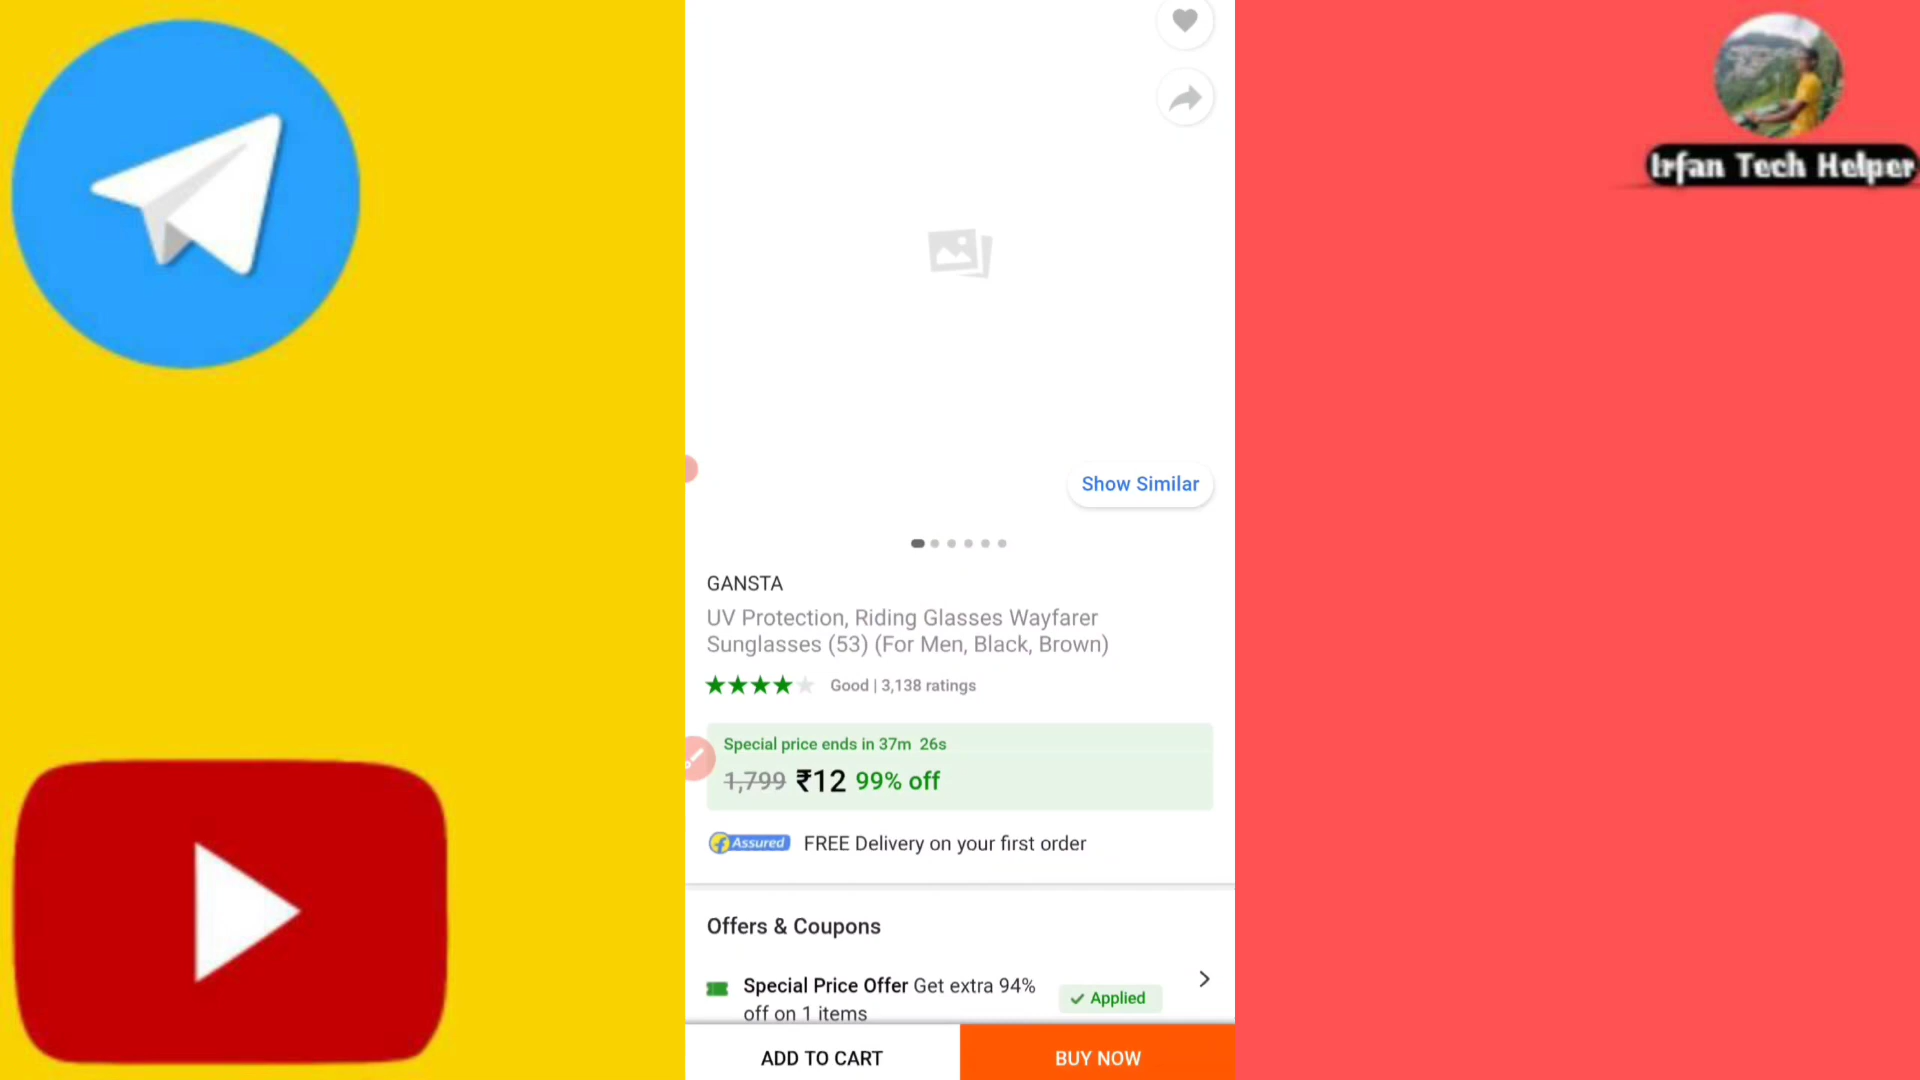 Irfan Tech Helper
Show Similar
GANSTA
UV Protection, Riding Glasses Wayfarer
Sunglasses (53) (For Men, Black, Brown)
Good | 3,138 ratings
Special price ends in 37m 26s
1,799 ₹12 99% off
Assured FREE Delivery on your first order
Offers & Coupons
Special Price Offer Get extra 94%
off on 1 items
Applied
ADD TO CART
BUY NOW